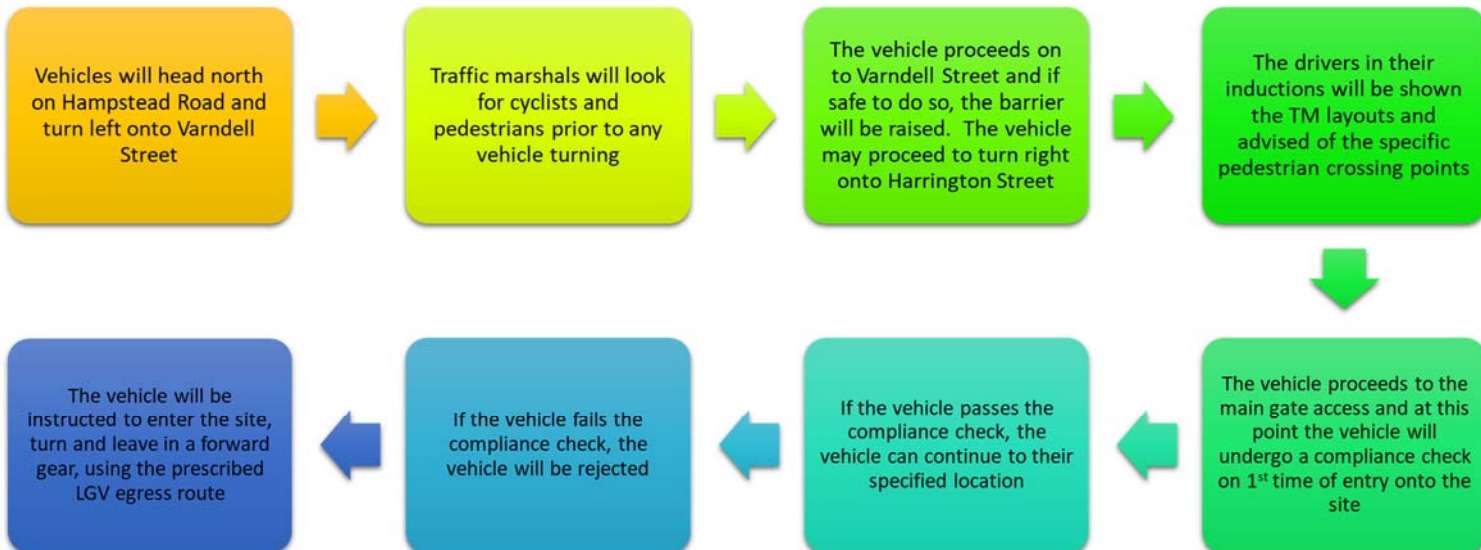 Vehicles will head north
on Hampstead Road and
turn left onto Varndell
Street
Traffic marshals will look
for cyclists and
pedestrians prior to any
vehicle turning
The vehicle proceeds on
to Varndell Street and if
safe to do so, the barrier
will be raised.  The vehicle
may proceed to turn right
onto Harrington Street
The drivers in their
inductions will be shown
the TM layouts and
advised of the specific
pedestrian crossing points
The vehicle proceeds to the
main gate access and at this
point the vehicle will
undergo a compliance check
on 1st time of entry onto the
site
If the vehicle passes the
compliance check, the
vehicle can continue to their
specified location
If the vehicle fails the
compliance check, the
vehicle will be rejected
The vehicle will be
instructed to enter the site,
turn and leave in a forward
gear, using the prescribed
LGV egress route